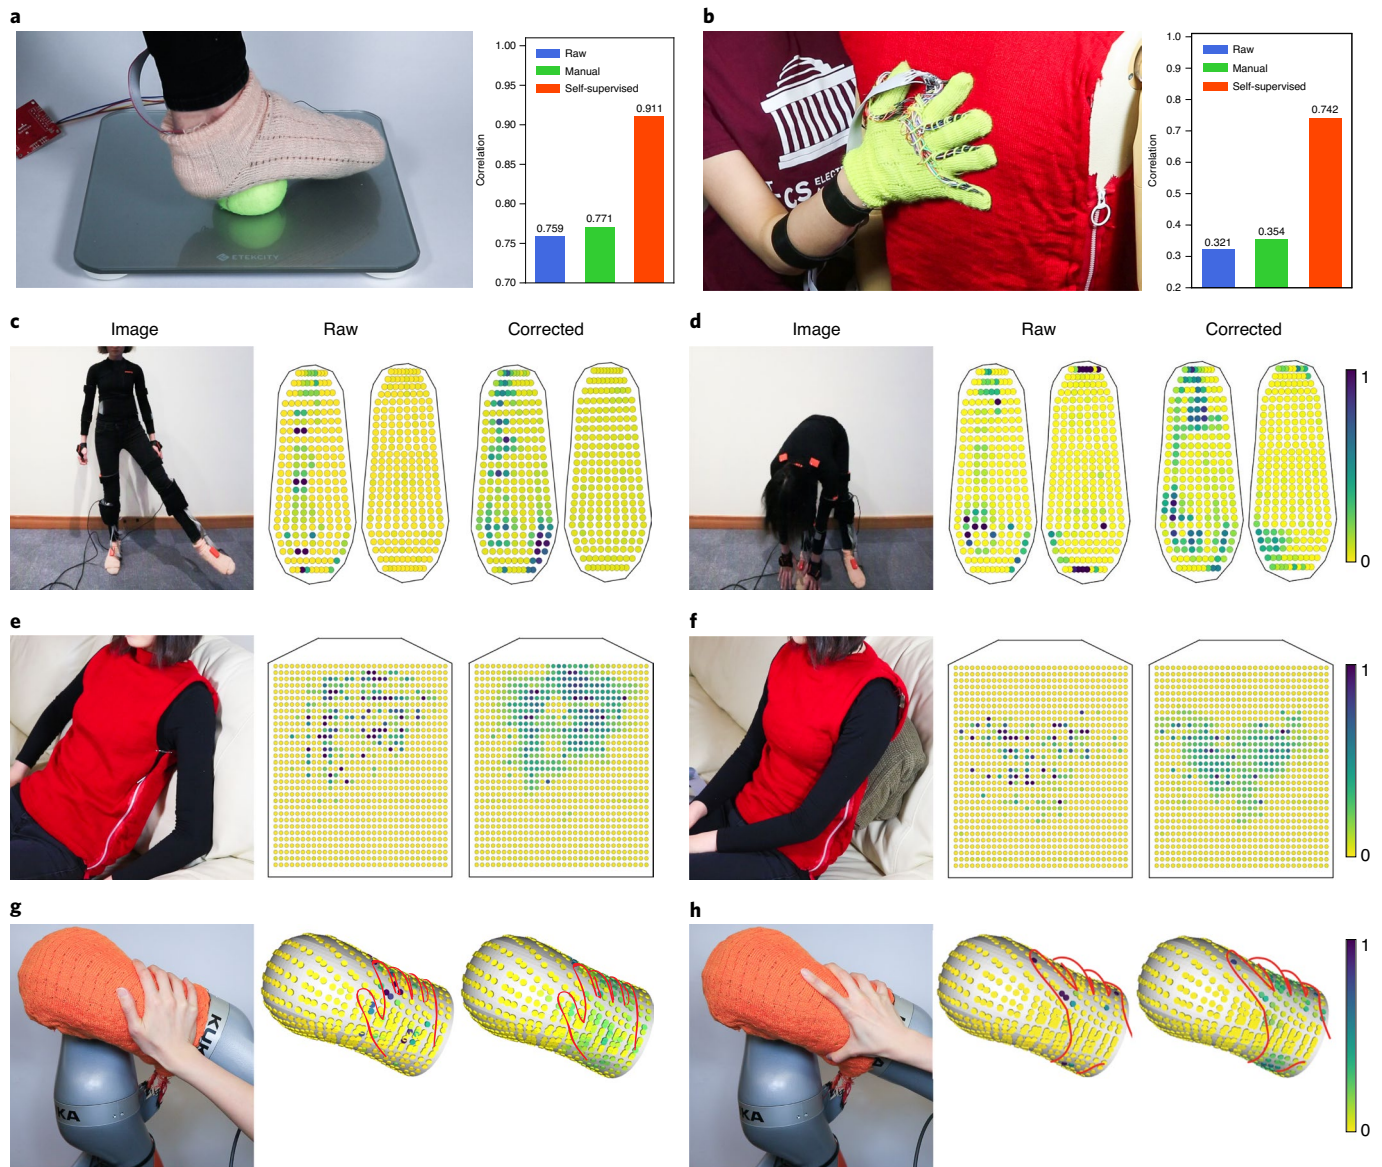 a
1.00
0.95
0.90
0.85
0.80
0.75
0.70
Correlation
Raw
Manual
Self-supervised
0.759
0.771
0.911
ETEKCITY
b
CS
ELECT
1.0
0.9
0.8
0.7
0.6
0.5
0.4
0.3
0.2
Correlation
Raw
Manual
Self-supervised
0.321
0.354
0.742
c
Image
Raw
Corrected
d
Image
Raw
Corrected
1
0
e
f
1
0
g
KUK
KA
h
KA
1
0